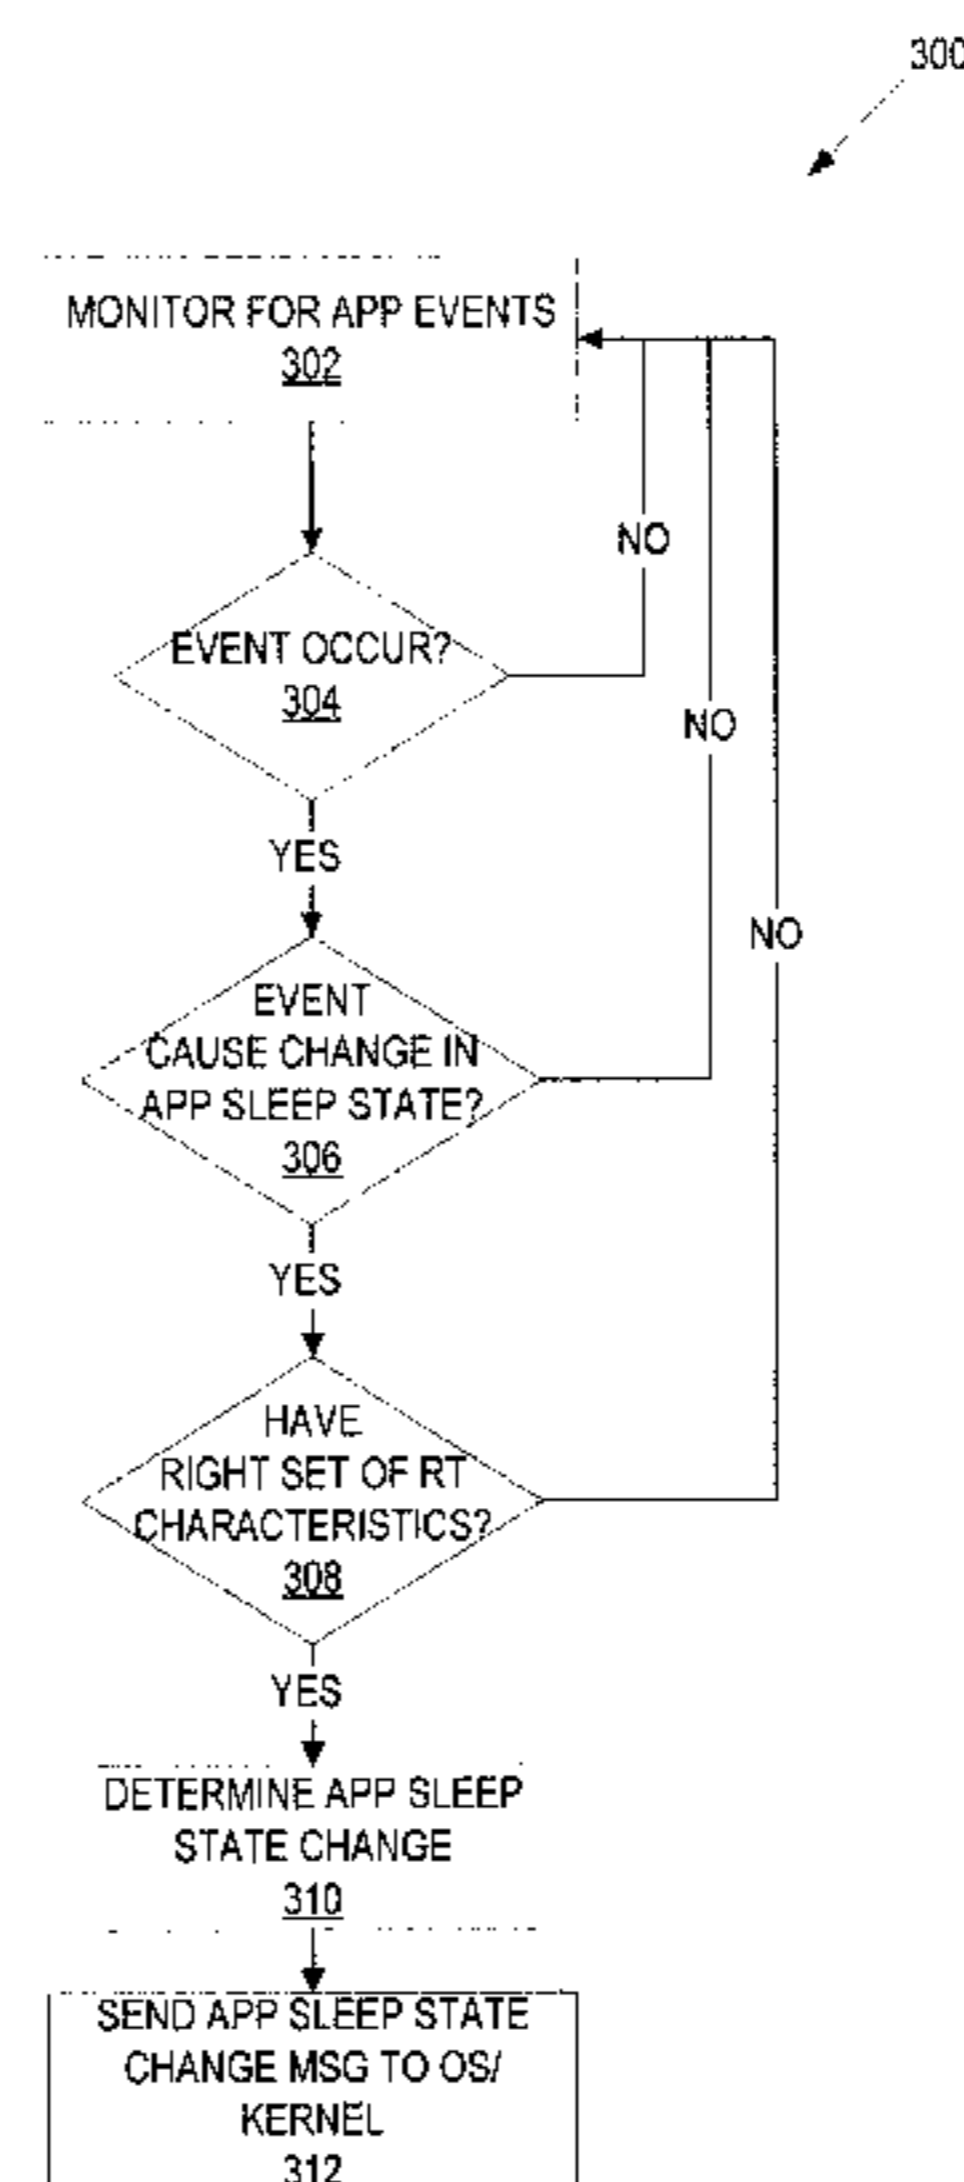 300
MONITOR FOR APP EVENTS
302
NO
EVENT OCCUR?
304
NO
YES
NO
EVENT
CAUSE CHANGE IN
APP SLEEP STATE?
306
YES
HAVE
RIGHT SET OF RT
CHARACTERISTICS?
308
YES
DETERMINE APP SLEEP
STATE CHANGE
310
SEND APP SLEEP STATE
CHANGE MSG TO OS/
KERNEL
312